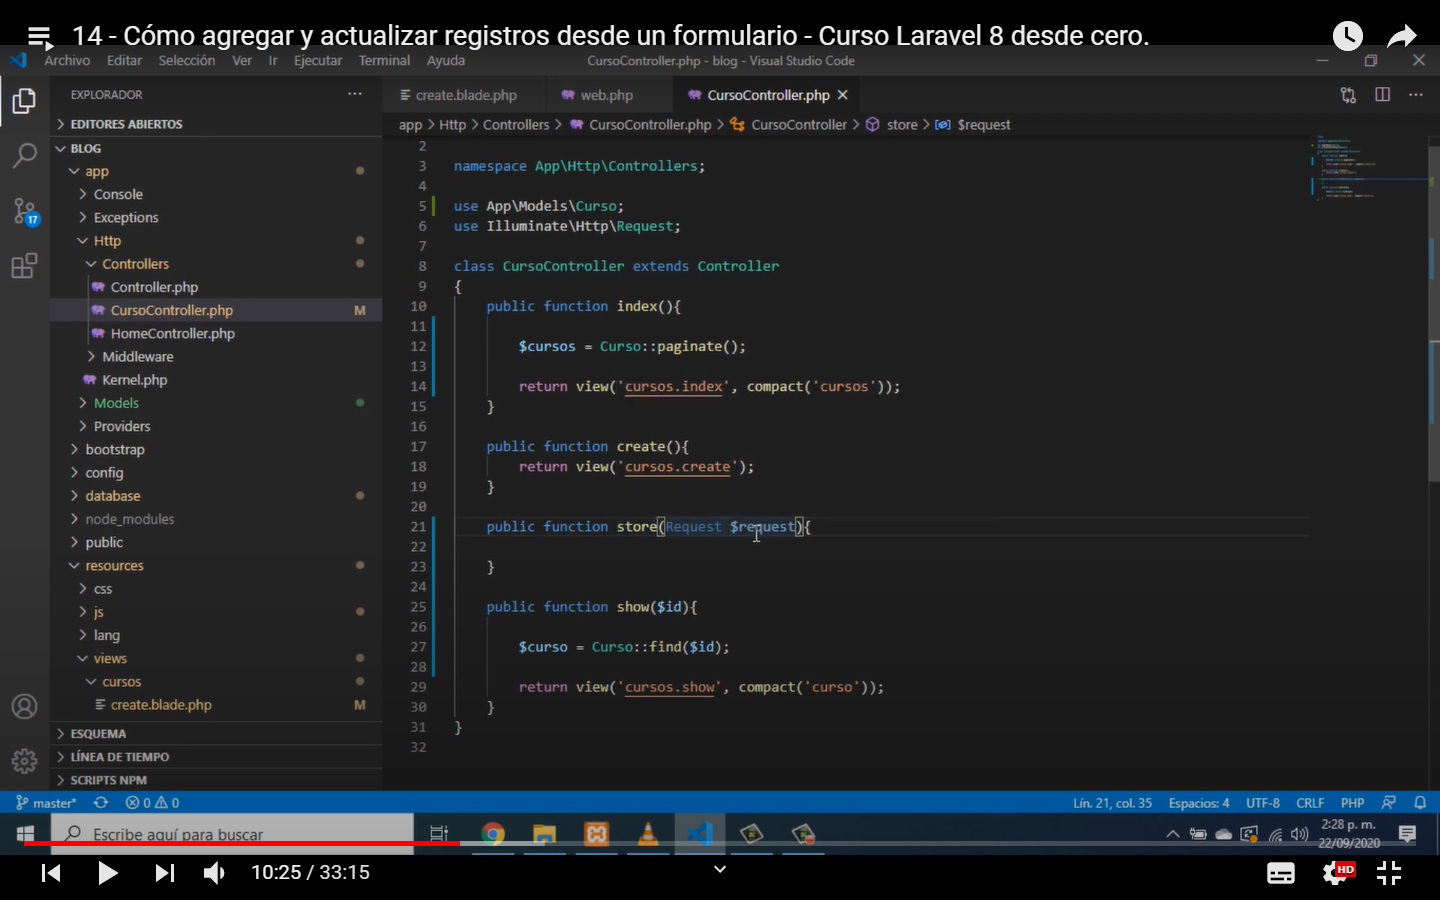 14 - Cómo agregar y actualizar registros desde un formulario - Curso Laravel 8 desde cero.
Archivo Editar Selección Ver Ir Ejecutar Terminal Ayuda CursoController.php - blog - Visual Studio Code
EXPLORADOR
EDITORES ABIERTOS
BLOG
app
Console
Exceptions
Http
Controllers
Controller.php
CursoController.php M
HomeController.php
Middleware
Kernel.php
Models
Providers
bootstrap
config
database
node_modules
public
resources
css
js
lang
views
cursos
create.blade.php M
ESQUEMA
LÍNEA DE TIEMPO
SCRIPTS NPM
17
create.blade.php web.php CursoController.php
app > Http > Controllers > CursoController.php > CursoController > store > $request
2
3 namespace App\Http\Controllers;
4
5 use App\Models\Curso;
6 use Illuminate\Http\Request;
7
8 class CursoController extends Controller
9 {
10 public function index(){
11
12 $cursos = Curso::paginate();
13
14 return view('cursos.index', compact('cursos'));
15 }
16
17 public function create(){
18 return view('cursos.create');
19 }
20
21 public function store(Request $request){
22
23 }
24
25 public function show($id){
26
27 $curso = Curso::find($id);
28
29 return view('cursos.show', compact('curso'));
30 }
31 }
32
master* 0 0 Lín. 21, col. 35 Espacios: 4 UTF-8 CRLF PHP
Escribe aquí para buscar
2:28 p. m.
22/09/2020
10:25 / 33:15
HD